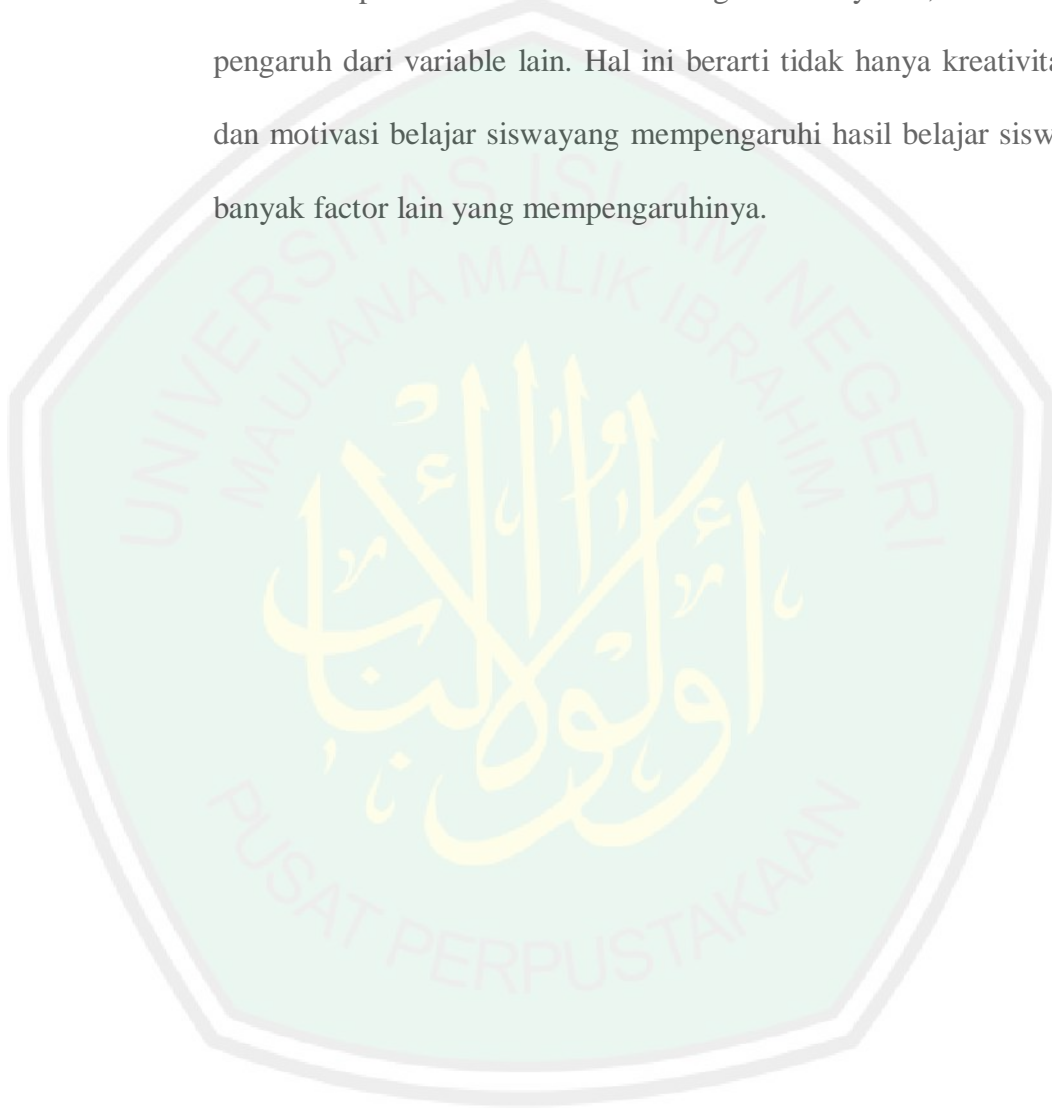 pengaruh dari variable lain. Hal ini berarti tidak hanya kreativita
dan motivasi belajar siswayang mempengaruhi hasil belajar sisw
banyak factor lain yang mempengaruhinya.
UNIVERSITAS ISLAM NEGERI
MAULANA MALIK IBRAHIM
أولوا الألباب
PUSAT PERPUSTAKAAN